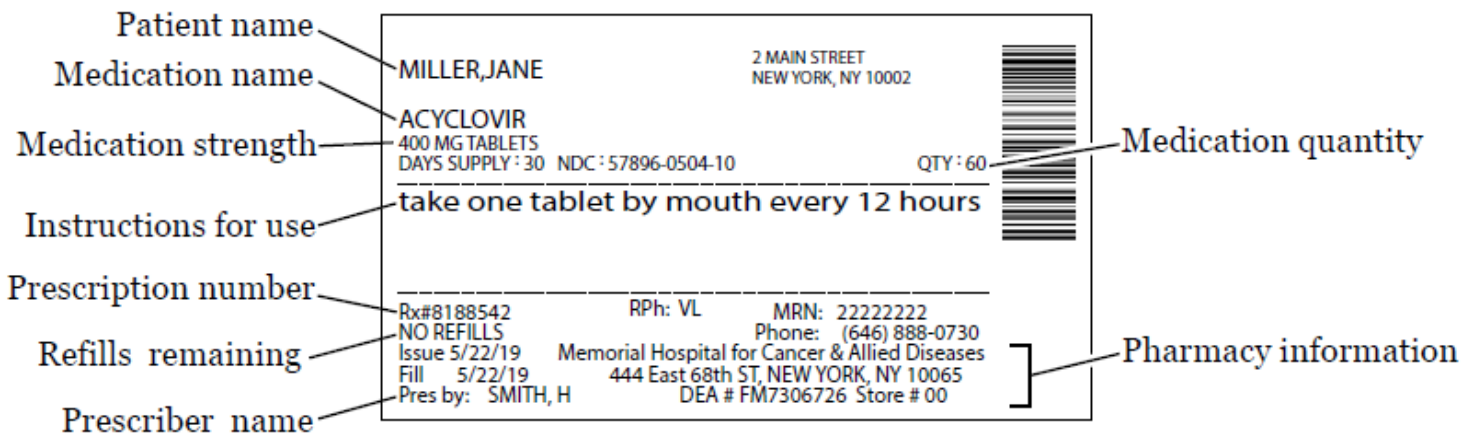 Patient name
Medication name
Medication strength
Instructions for use
Prescription number
Refills remaining
Prescriber name
MILLER,JANE
2 MAIN STREET
NEW YORK, NY 10002
ACYCLOVIR
400 MG TABLETS
DAYS SUPPLY : 30 NDC : 57896-0504-10 QTY : 60
take one tablet by mouth every 12 hours
Rx#8188542 RPh: VL MRN: 22222222
NO REFILLS Phone: (646) 888-0730
Issue 5/22/19 Memorial Hospital for Cancer & Allied Diseases
Fill 5/22/19 444 East 68th ST, NEW YORK, NY 10065
Pres by: SMITH, H DEA # FM7306726 Store # 00
Medication quantity
Pharmacy information